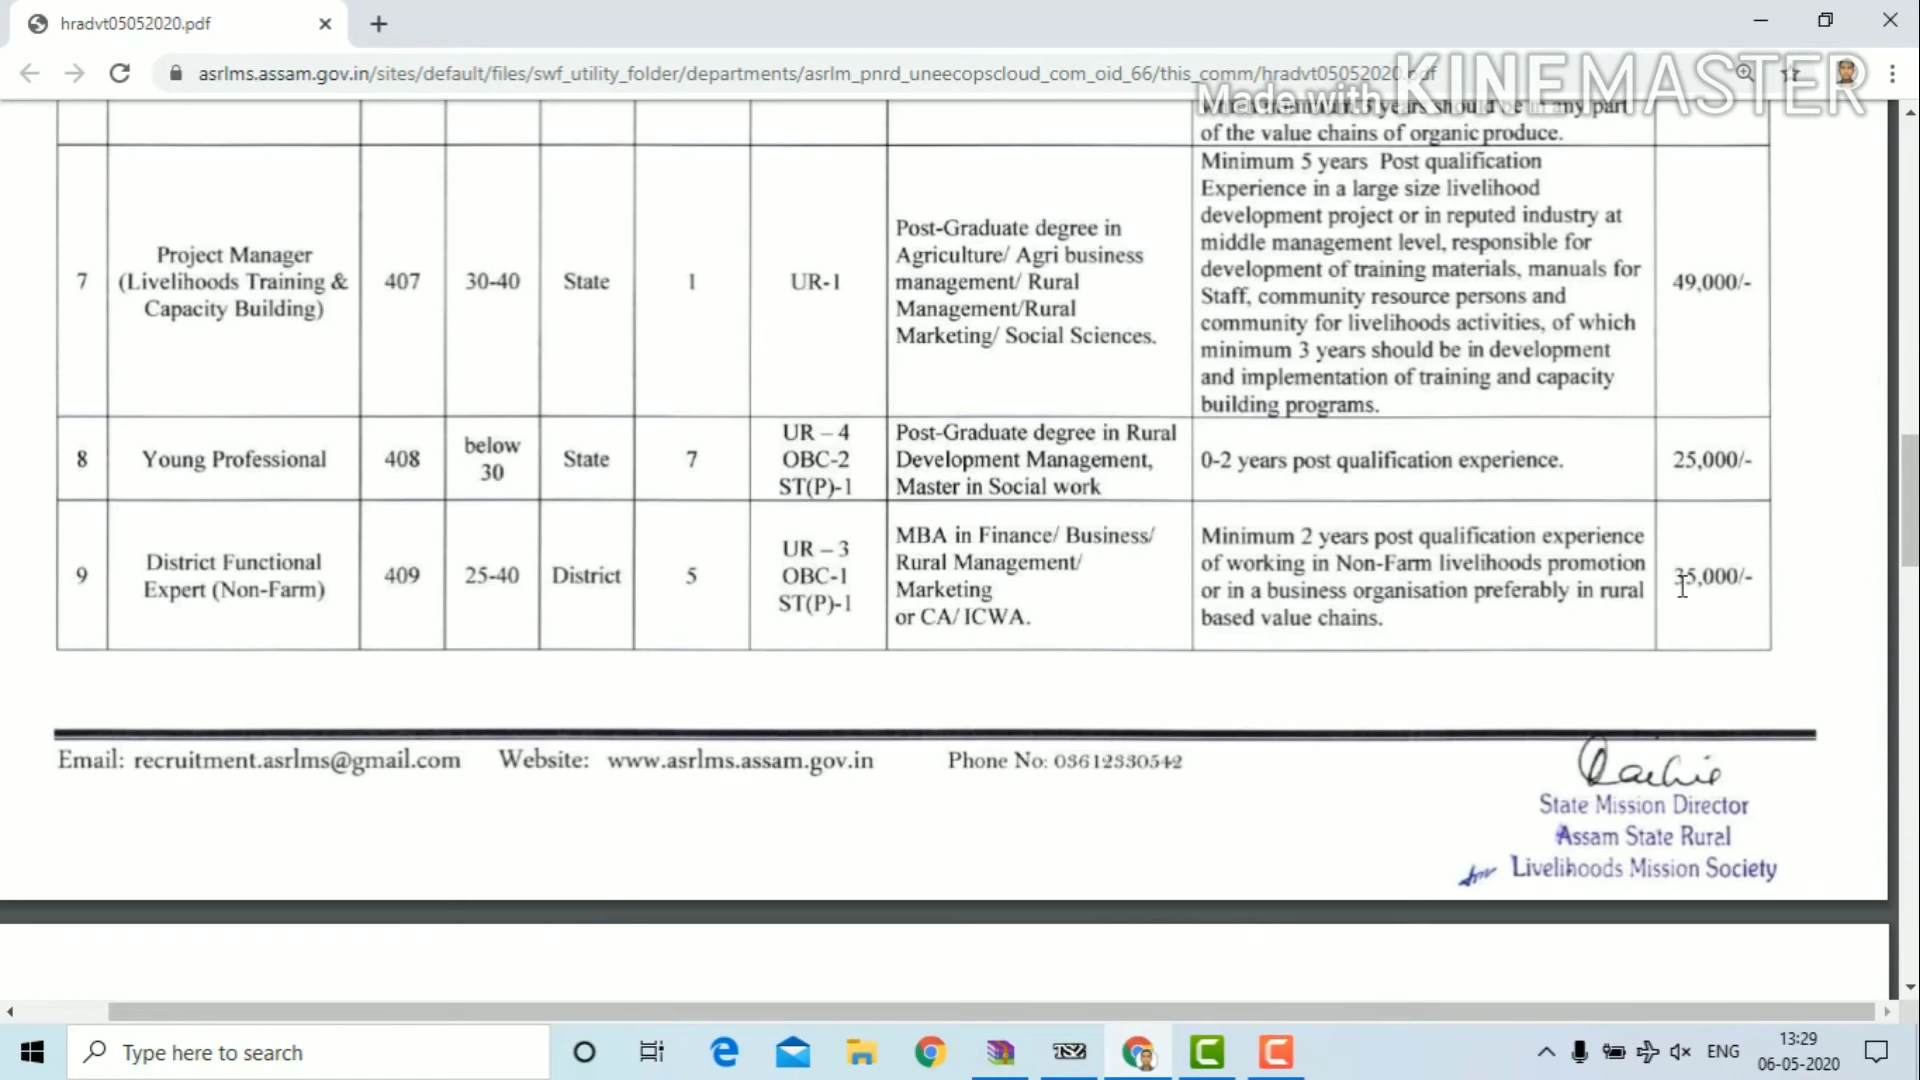 hradvt05052020.pdf
asrlms.assam.gov.in/sites/default/files/swf_utility_folder/departments/asrlm_pnrd_uneecopscloud_com_oid_66/this_comm/hradvt05052020.pdf
Made with KINEMASTER
years should be in any part
of the value chains of organic produce.
7
Project Manager
(Livelihoods Training &
Capacity Building)
407
30-40
State
1
UR-1
Post-Graduate degree in
Agriculture/ Agri business
management/ Rural
Management/Rural
Marketing/ Social Sciences.
Minimum 5 years Post qualification
Experience in a large size livelihood
development project or in reputed industry at
middle management level, responsible for
development of training materials, manuals for
Staff, community resource persons and
community for livelihoods activities, of which
minimum 3 years should be in development
and implementation of training and capacity
building programs.
49,000/-
8
Young Professional
408
below
30
State
7
UR – 4
OBC-2
ST(P)-1
Post-Graduate degree in Rural
Development Management,
Master in Social work
0-2 years post qualification experience.
25,000/-
9
District Functional
Expert (Non-Farm)
409
25-40
District
5
UR – 3
OBC-1
ST(P)-1
MBA in Finance/ Business/
Rural Management/
Marketing
or CA/ ICWA.
Minimum 2 years post qualification experience
of working in Non-Farm livelihoods promotion
or in a business organisation preferably in rural
based value chains.
35,000/-
Email: recruitment.asrlms@gmail.com Website: www.asrlms.assam.gov.in Phone No: 03612330542
State Mission Director
Assam State Rural
Livelihoods Mission Society
Type here to search
ENG
13:29
06-05-2020